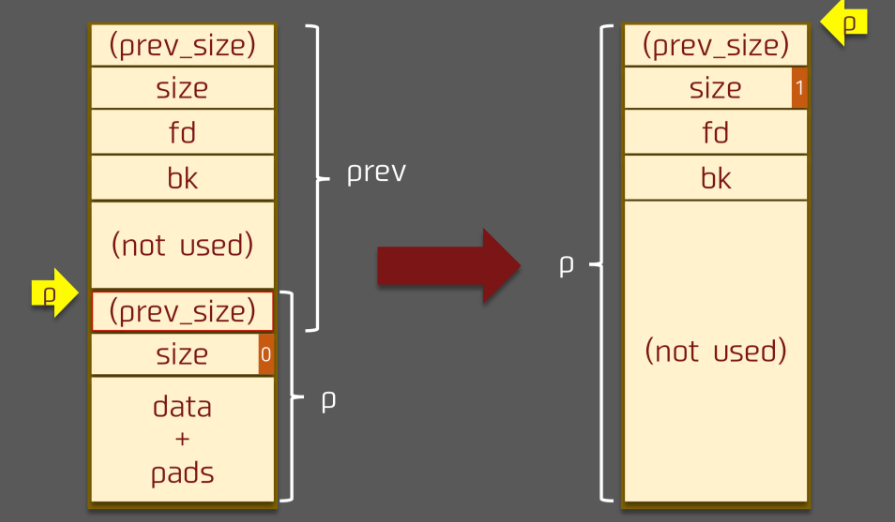 (prev_size)
size
fd
bk
(not used)
prev
p
(prev_size)
size 0
data
+
pads
p
p
(prev_size)
size 1
fd
bk
(not used)
p